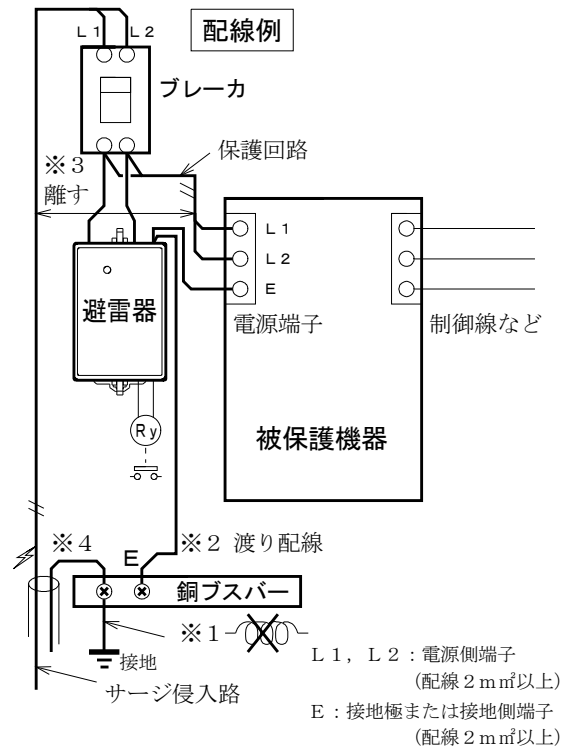 配線例
Ｌ１ Ｌ２
ブレーカ
保護回路
※３
離す
Ｌ１
Ｌ２
Ｅ
避雷器
電源端子
制御線など
Ｒｙ
被保護機器
※４
Ｅ
※２ 渡り配線
銅ブスバー
※１
接地
サージ侵入路
Ｌ１，Ｌ２：電源側端子
（配線２ｍ㎡以上）
Ｅ：接地極または接地側端子
（配線２ｍ㎡以上）